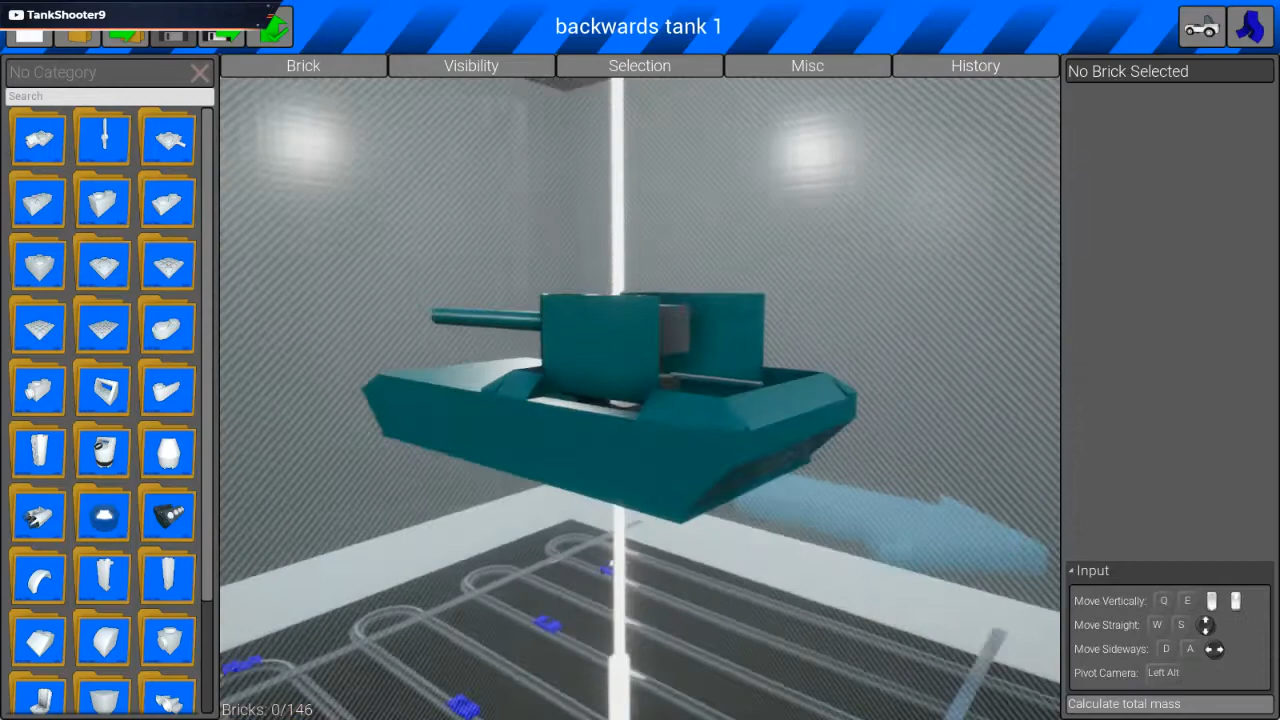 TankShooter9
backwards tank 1
No Category
Search
Brick
Visibility
Selection
Misc
History
No Brick Selected
Input
Move Vertically: Q E
Move Straight: W S
Move Sideways: D A
Pivot Camera: Left Alt
Calculate total mass
Bricks: 0/146